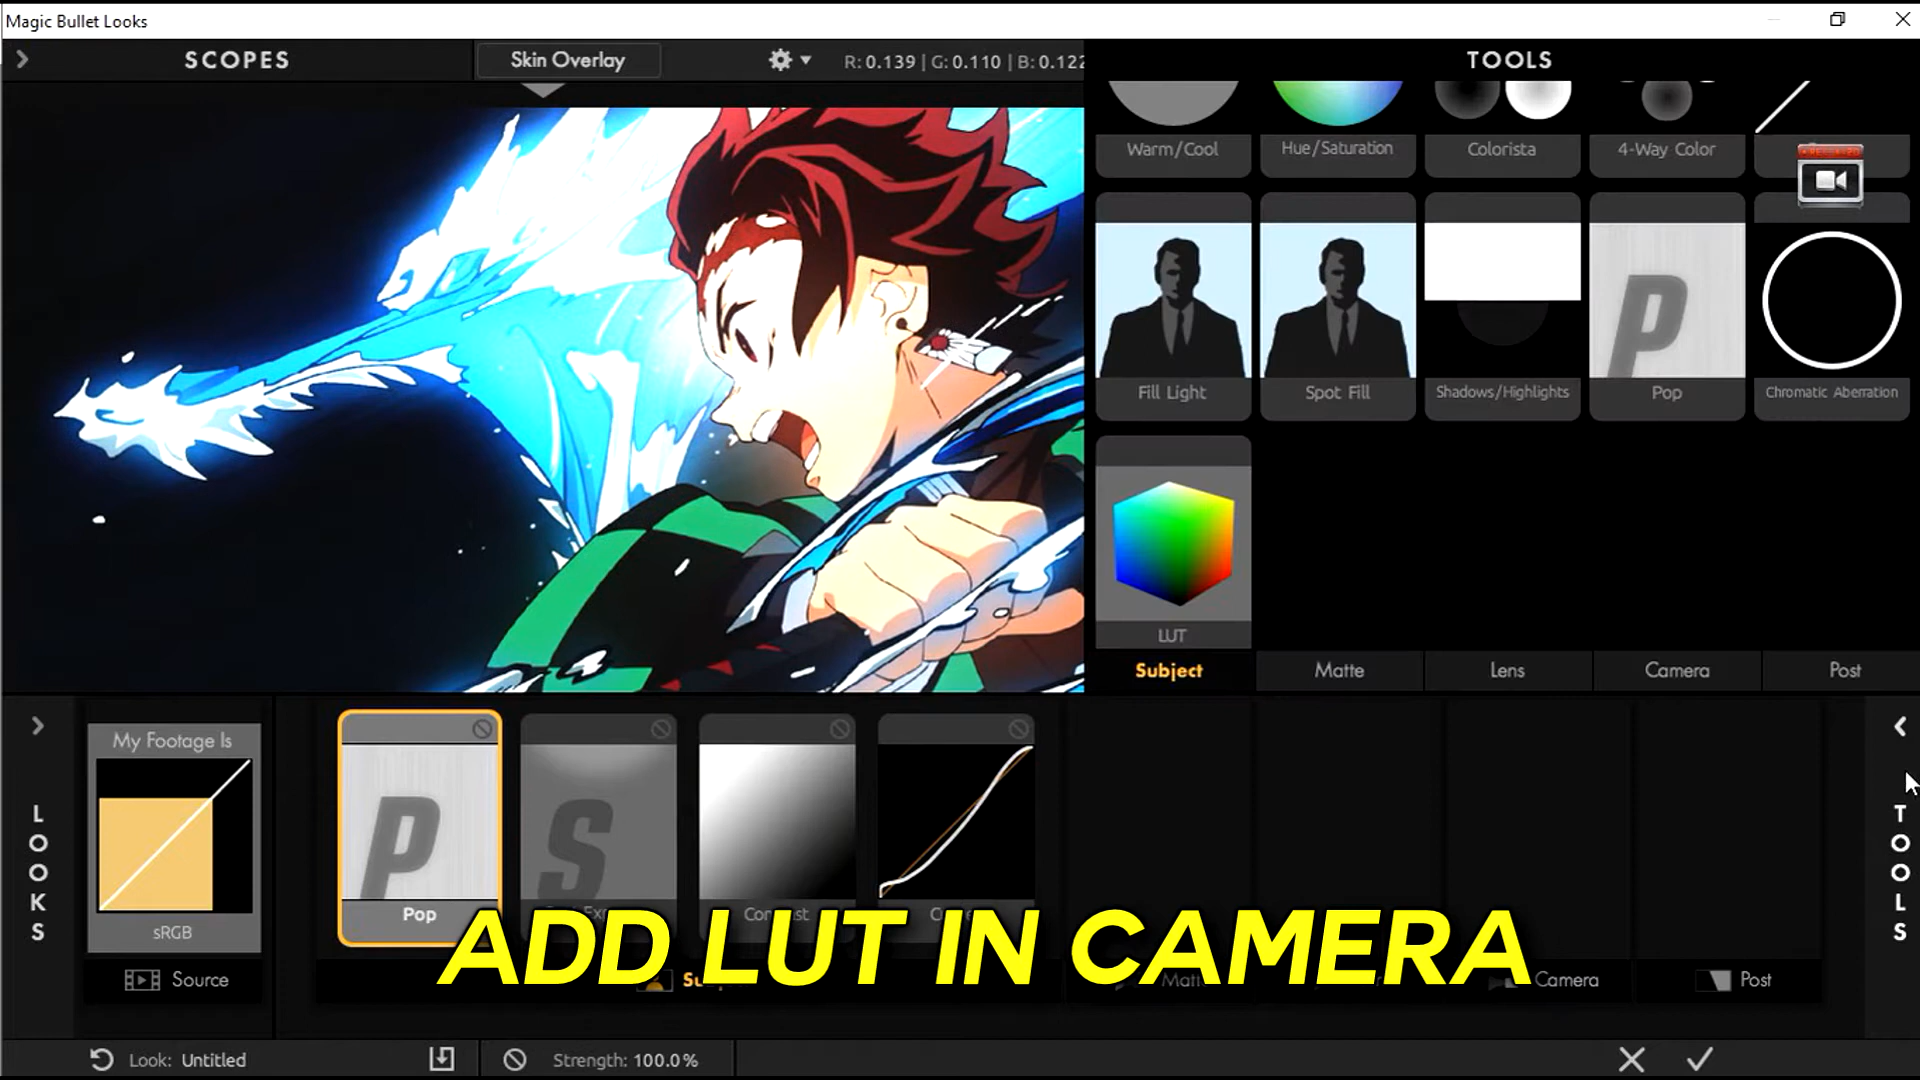 Magic Bullet Looks
SCOPES
Skin Overlay
R: 0.139 | G: 0.110 | B: 0.122
TOOLS
Warm/Cool
Hue/Saturation
Colorista
4-Way Color
Fill Light
Spot Fill
Shadows/Highlights
P
Pop
Chromatic Aberration
LUT
Subject
Matte
Lens
Camera
Post
My Footage Is
sRGB
Source
LOOKS
P
Pop
S
TOOLS
ADD LUT IN CAMERA
Camera
Post
Look: Untitled
Strength: 100.0%